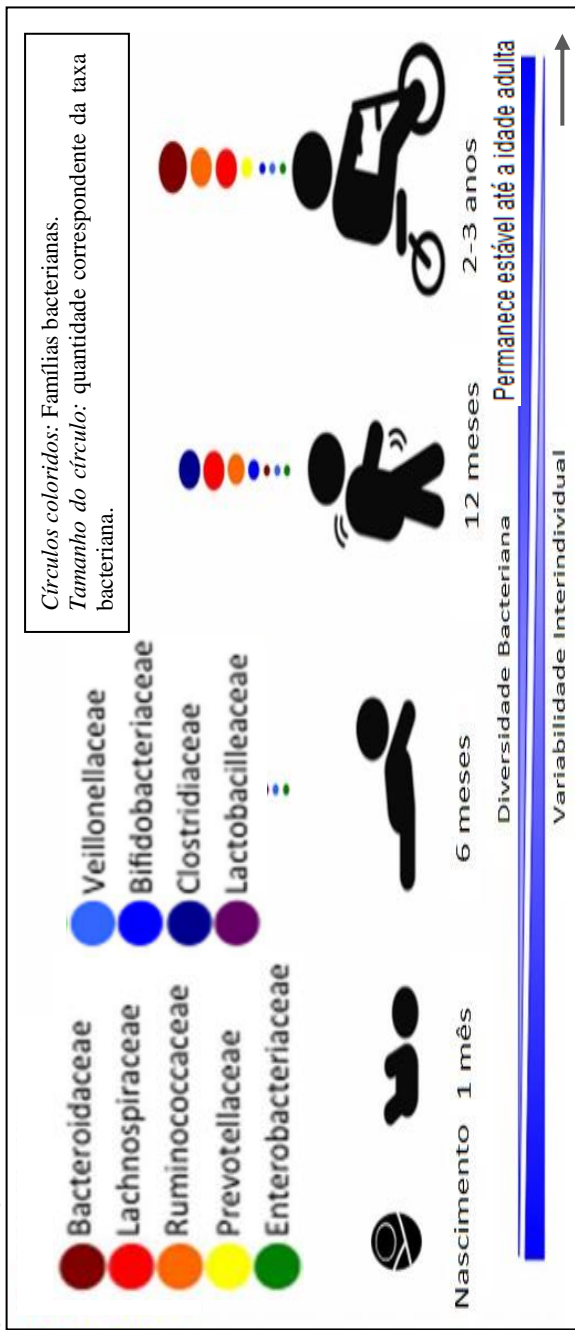 Círculos coloridos: Famílias bacterianas.
Tamanho do círculo: quantidade correspondente da taxa
bacteriana.
Bacteroidaceae
Lachnospiraceae
Ruminococcaceae
Prevotellaceae
Enterobacteriaceae
Veillonellaceae
Bifidobacteriaceae
Clostridiaceae
Lactobacilleaceae
Nascimento 1 mês 6 meses 12 meses 2-3 anos
Diversidade Bacteriana
Permanece estável até a idade adulta
Variabilidade Interindividual